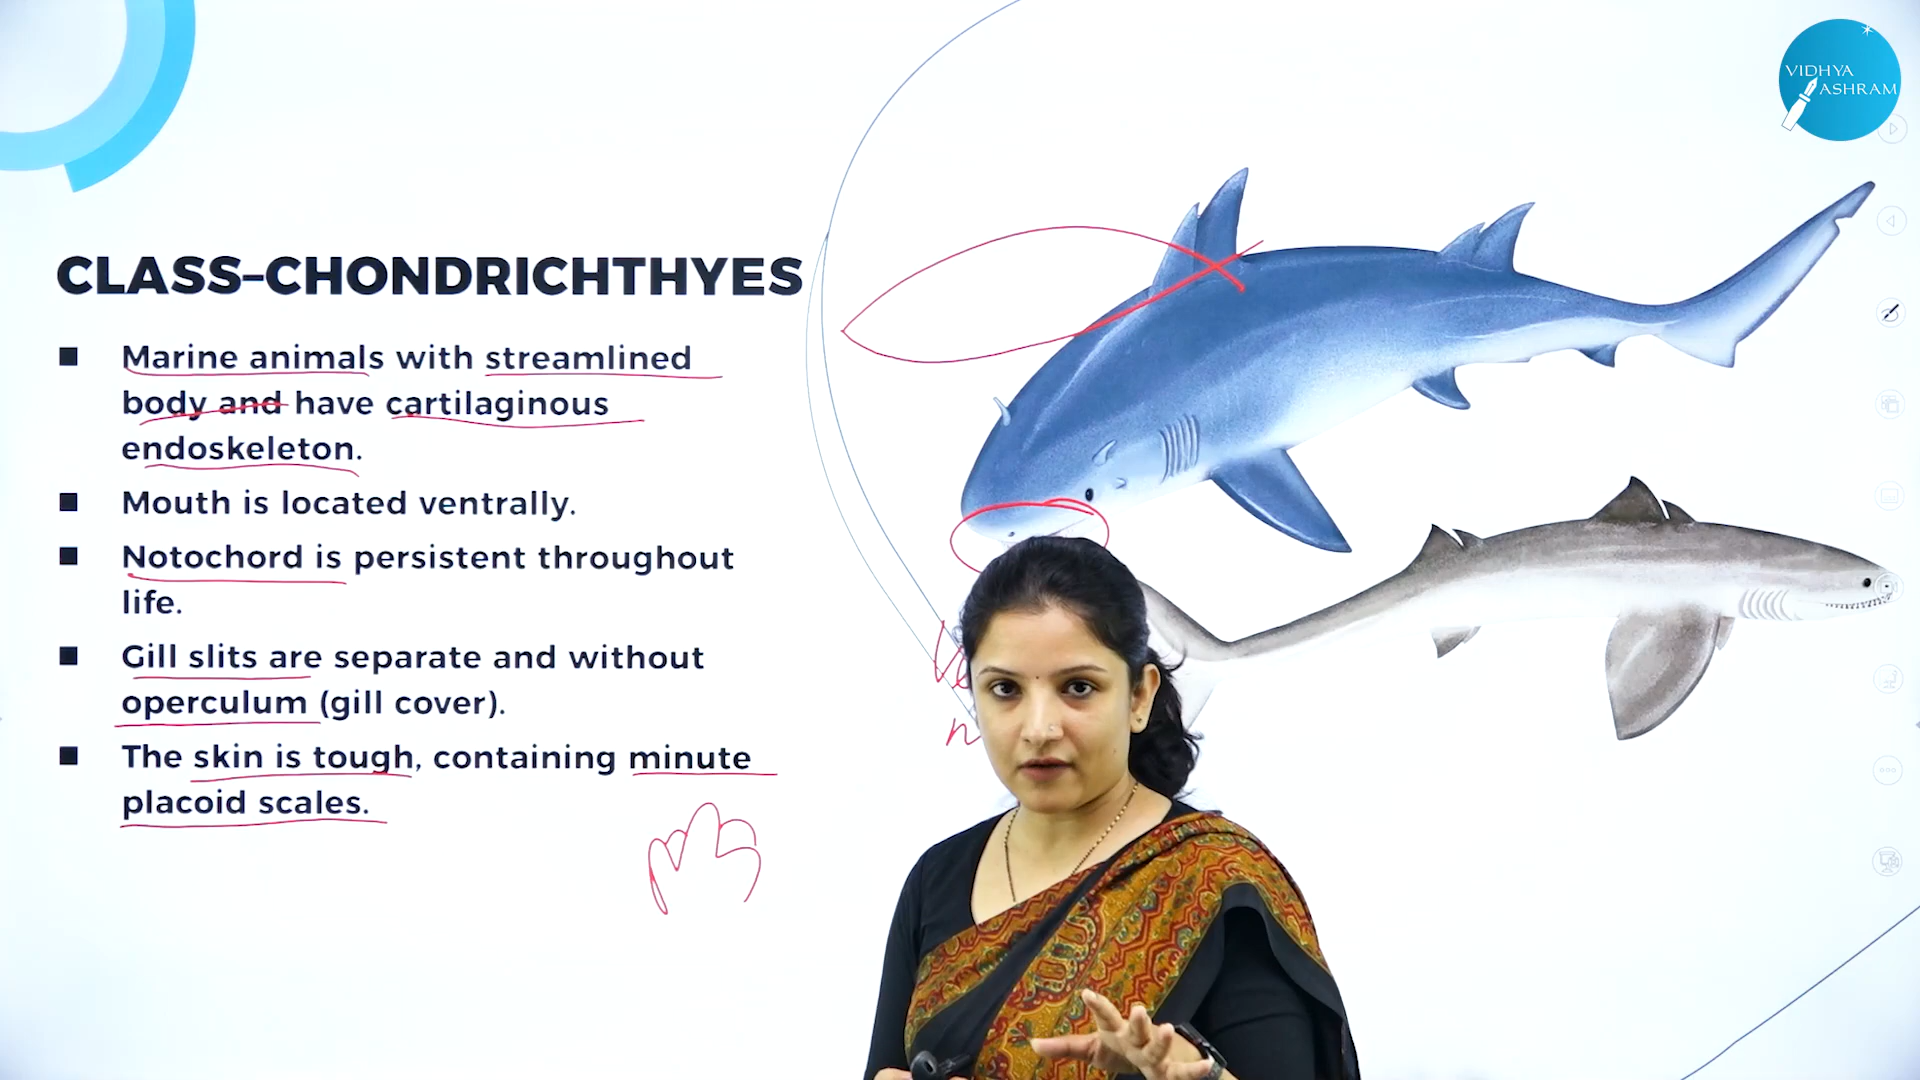 VIDHYA
ASHRAM
CLASS–CHONDRICHTHYES
■ Marine animals with streamlined
body and have cartilaginous
endoskeleton.
■ Mouth is located ventrally.
■ Notochord is persistent throughout
life.
■ Gill slits are separate and without
operculum (gill cover).
■ The skin is tough, containing minute
placoid scales.